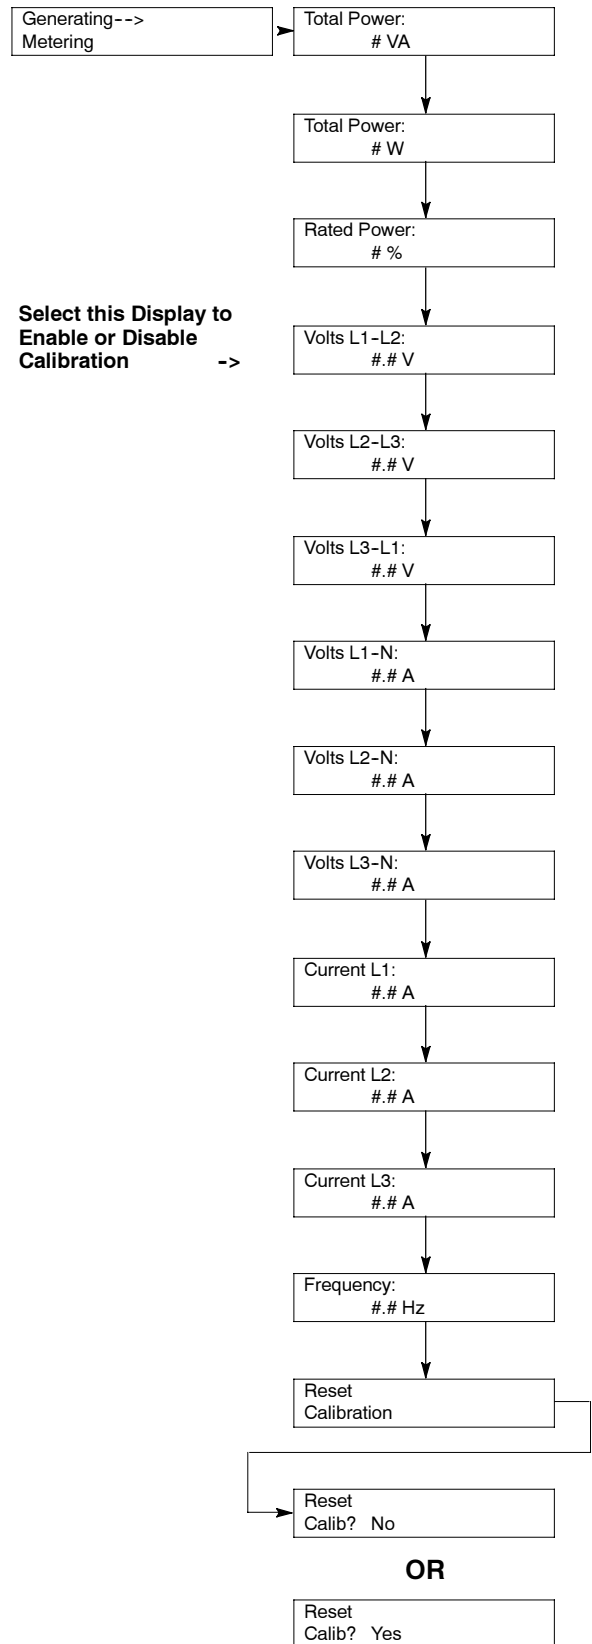 Generating-->
Metering
Total Power:
# VA
Total Power:
# W
Rated Power:
# %
Select this Display to
Enable or Disable
Calibration ->
Volts L1-L2:
#.# V
Volts L2-L3:
#.# V
Volts L3-L1:
#.# V
Volts L1-N:
#.# A
Volts L2-N:
#.# A
Volts L3-N:
#.# A
Current L1:
#.# A
Current L2:
#.# A
Current L3:
#.# A
Frequency:
#.# Hz
Reset
Calibration
Reset
Calib? No
OR
Reset
Calib? Yes